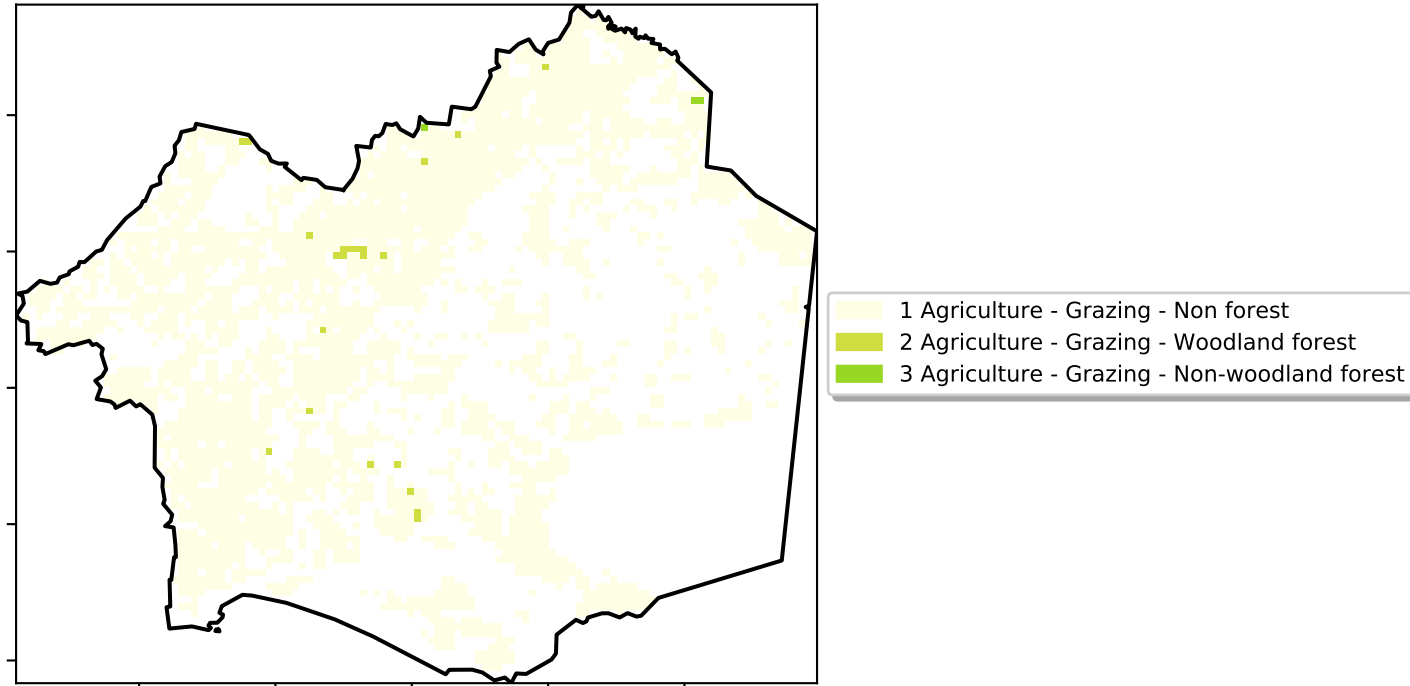 1 Agriculture - Grazing - Non forest
2 Agriculture - Grazing - Woodland forest
3 Agriculture - Grazing - Non-woodland forest